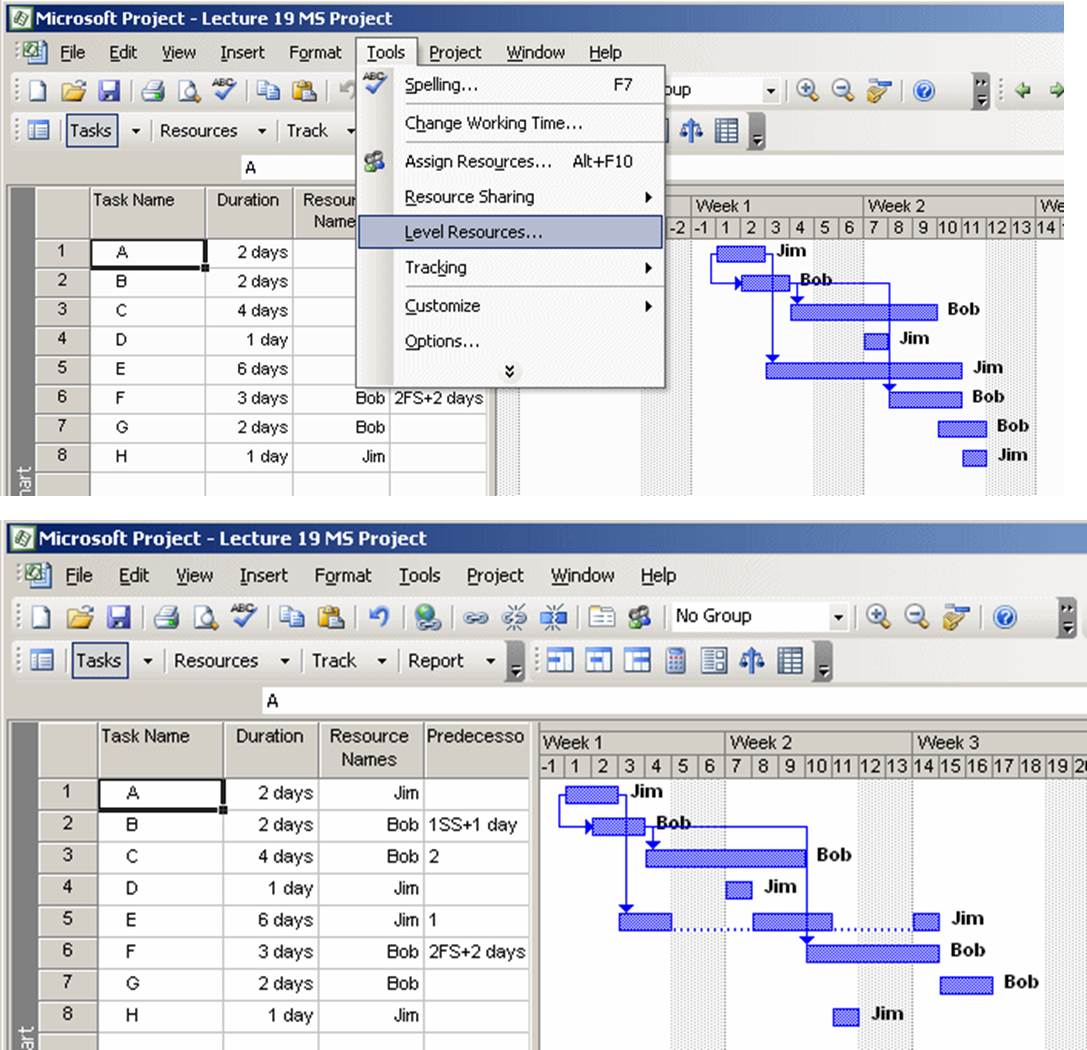 Microsoft Project - Lecture 19 MS Project
File Edit View Insert Format Tools Project Window Help
Spelling... F7
Change Working Time...
Assign Resources... Alt+F10
Resource Sharing
Level Resources...
Tracking
Customize
Options...
oup
Tasks Resources Track
A
Task Name Duration Resour Name
-2 -1 1 2 3 4 5 6 7 8 9 10 11 12 13 14
Week 1 Week 2 We
1 A 2 days Jim
2 B 2 days Bob
3 C 4 days Bob
4 D 1 day Jim
5 E 6 days Jim
6 F 3 days Bob 2FS+2 days Bob
7 G 2 days Bob Bob
8 H 1 day Jim Jim
hart
Microsoft Project - Lecture 19 MS Project
File Edit View Insert Format Tools Project Window Help
No Group
Tasks Resources Track Report
A
Task Name Duration Resource Names Predecesso
Week 1 Week 2 Week 3
-1 1 2 3 4 5 6 7 8 9 10 11 12 13 14 15 16 17 18 19 2
1 A 2 days Jim Jim
2 B 2 days Bob 1SS+1 day Bob
3 C 4 days Bob 2 Bob
4 D 1 day Jim Jim
5 E 6 days Jim 1 Jim
6 F 3 days Bob 2FS+2 days Bob
7 G 2 days Bob Bob
8 H 1 day Jim Jim
art